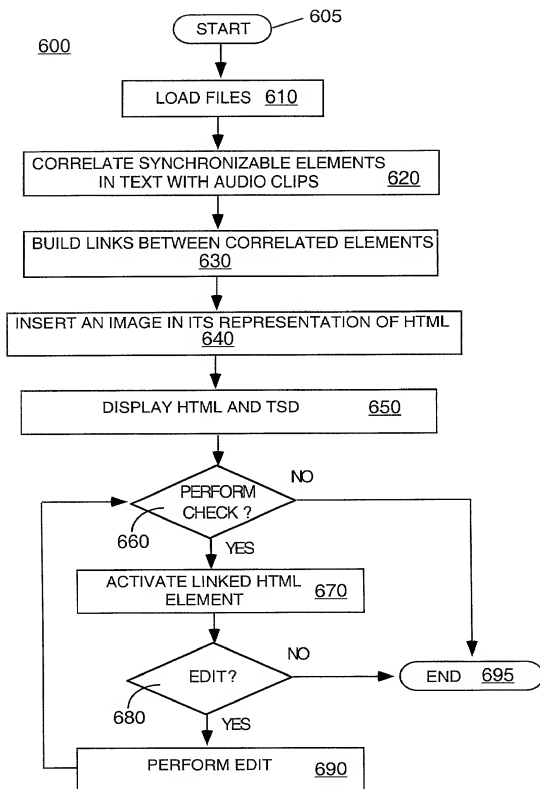 START 605
600
LOAD FILES 610
CORRELATE SYNCHRONIZABLE ELEMENTS
IN TEXT WITH AUDIO CLIPS 620
BUILD LINKS BETWEEN CORRELATED ELEMENTS
630
INSERT AN IMAGE IN ITS REPRESENTATION OF HTML
640
DISPLAY HTML AND TSD 650
NO
PERFORM
CHECK ?
660
YES
ACTIVATE LINKED HTML
ELEMENT 670
NO
EDIT?
END 695
680
YES
PERFORM EDIT 690